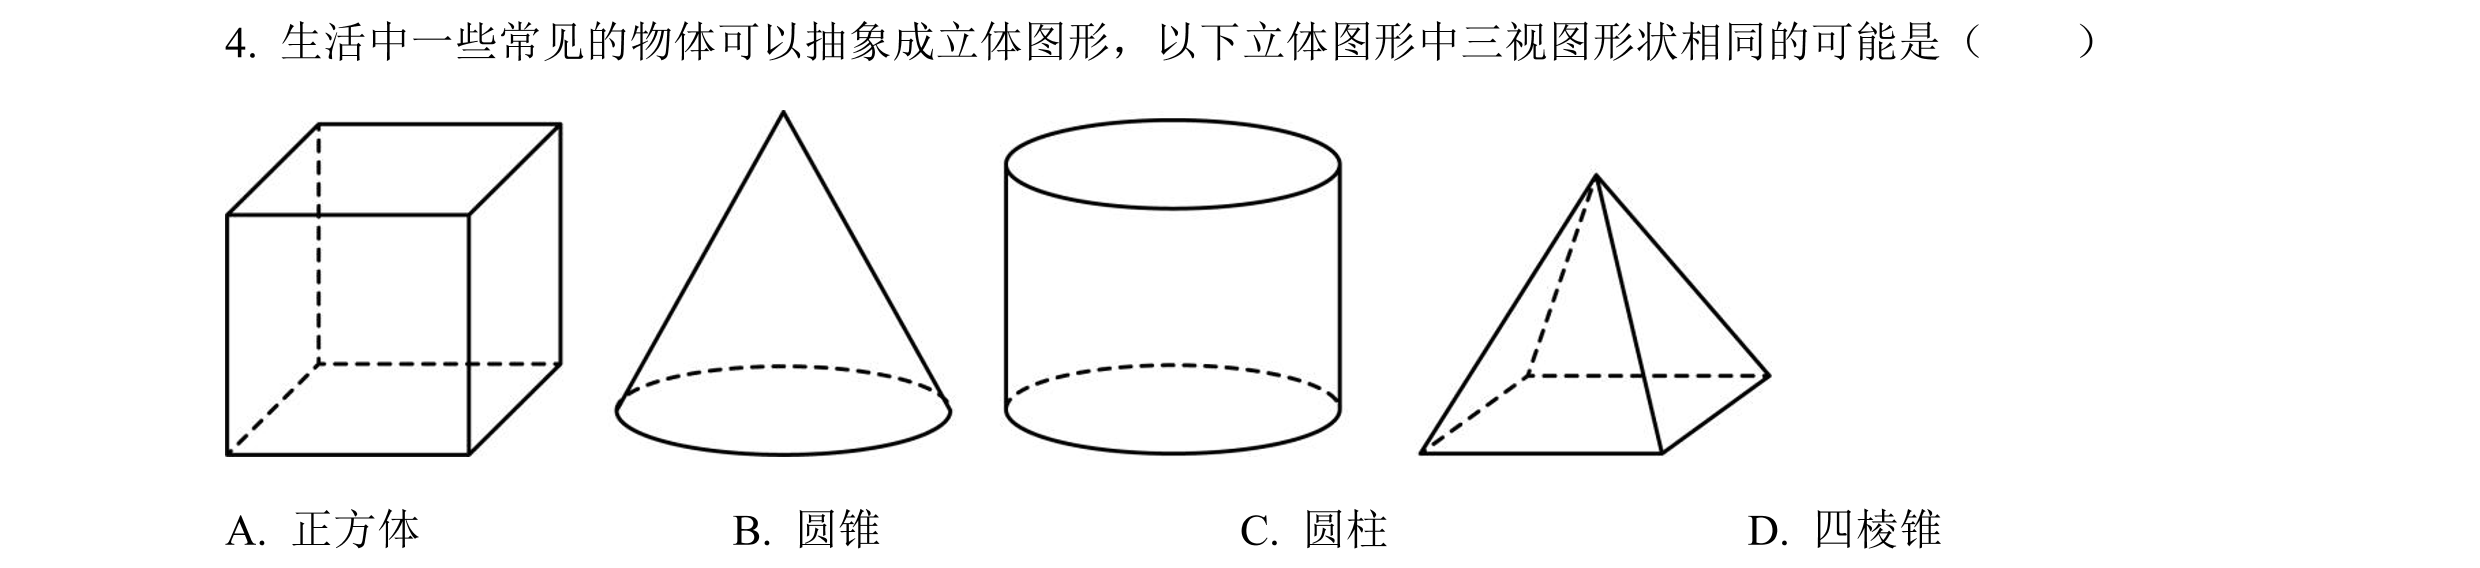 4. 生活中一些常见的物体可以抽象成立体图形，以下立体图形中三视图形状相同的可能是（　　）
A. 正方体　B. 圆锥　C. 圆柱　D. 四棱锥